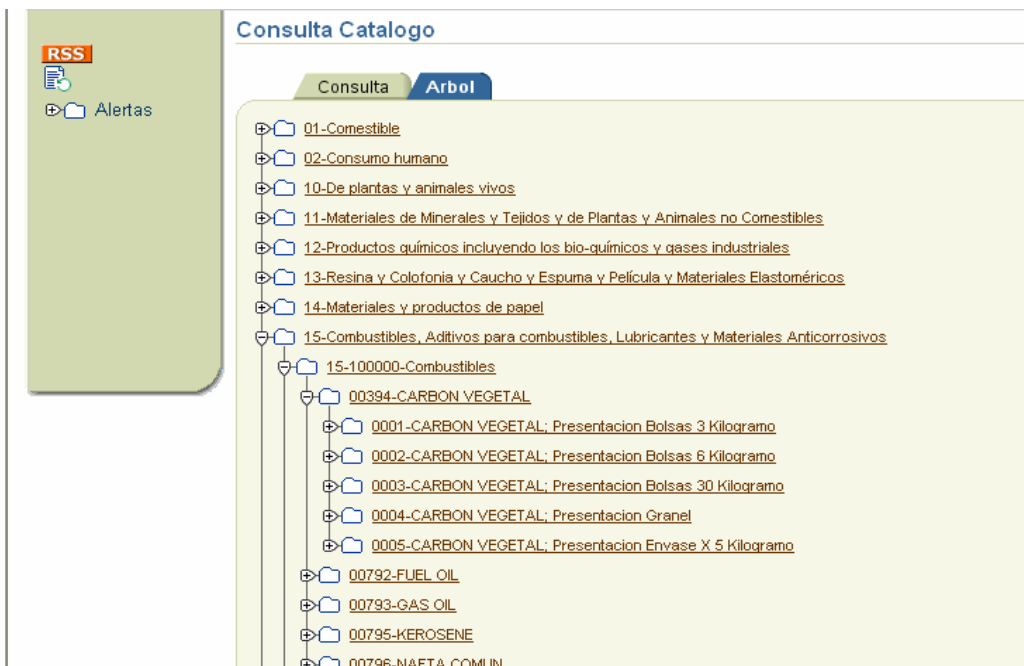 Consulta Catalogo
RSS
Alertas
Consulta
Arbol
01-Comestible
02-Consumo humano
10-De plantas y animales vivos
11-Materiales de Minerales y Tejidos y de Plantas y Animales no Comestibles
12-Productos químicos incluyendo los bio-químicos y gases industriales
13-Resina y Colofonia y Caucho y Espuma y Película y Materiales Elastoméricos
14-Materiales y productos de papel
15-Combustibles, Aditivos para combustibles, Lubricantes y Materiales Anticorrosivos
15-100000-Combustibles
00394-CARBON VEGETAL
0001-CARBON VEGETAL; Presentacion Bolsas 3 Kilogramo
0002-CARBON VEGETAL; Presentacion Bolsas 6 Kilogramo
0003-CARBON VEGETAL; Presentacion Bolsas 30 Kilogramo
0004-CARBON VEGETAL; Presentacion Granel
0005-CARBON VEGETAL; Presentacion Envase X 5 Kilogramo
00792-FUEL OIL
00793-GAS OIL
00795-KEROSENE
00796-NAFTA COMUN